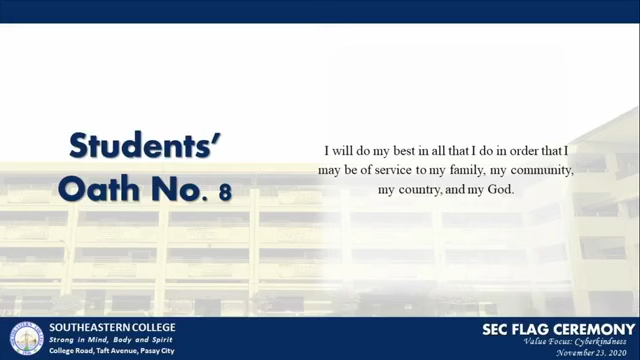 Students’
Oath No. 8
I will do my best in all that I do in order that I
may be of service to my family, my community,
my country, and my God.
SOUTHEASTERN COLLEGE
Strong in Mind, Body and Spirit
College Road, Taft Avenue, Pasay City
SEC FLAG CEREMONY
Value Focus: Cyberkindness
November 23, 2020